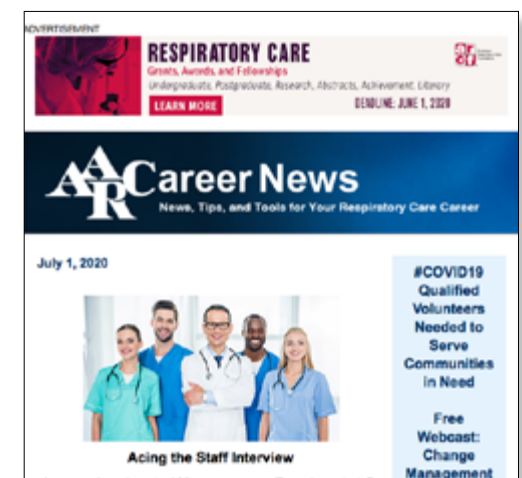 ADVERTISEMENT
RESPIRATORY CARE
Grants, Awards, and Fellowships
Undergraduate, Postgraduate, Research, Abstracts, Achievement, Literary
LEARN MORE
DEADLINE: JUNE 1, 2020
arcf
AARCareer News
News, Tips, and Tools for Your Respiratory Care Career
July 1, 2020
Acing the Staff Interview
#COVID19
Qualified
Volunteers
Needed to
Serve
Communities
in Need
Free
Webcast:
Change
Management